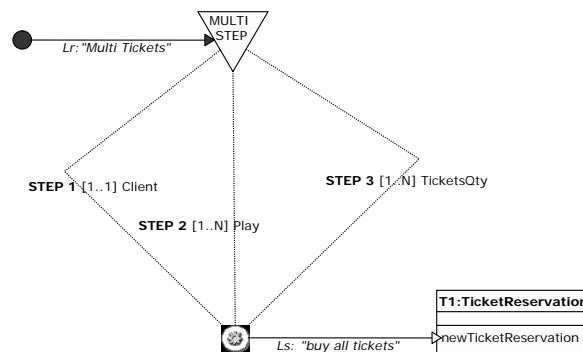 MULTI
STEP
Lr: "Multi Tickets"
STEP 1 [1..1] Client
STEP 3 [1..N] TicketsQty
STEP 2 [1..N] Play
T1:TicketReservation
newTicketReservation
Ls: "buy all tickets"